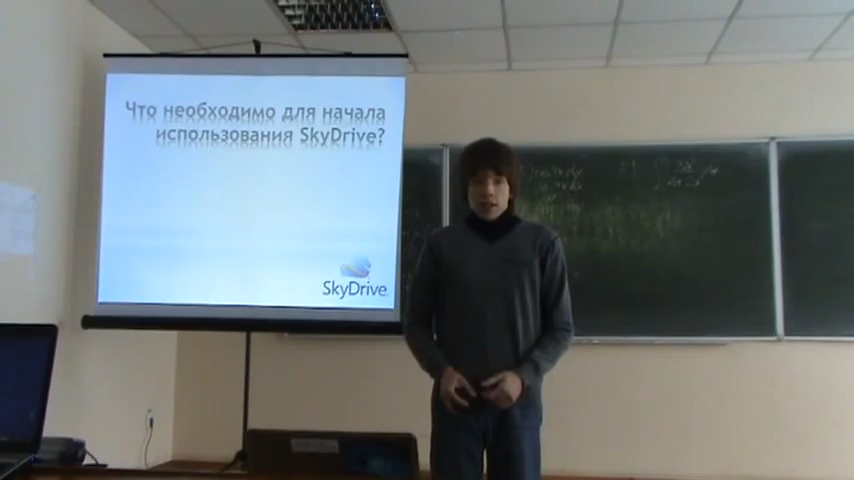 Что необходимо для начала
использования SkyDrive?
SkyDrive